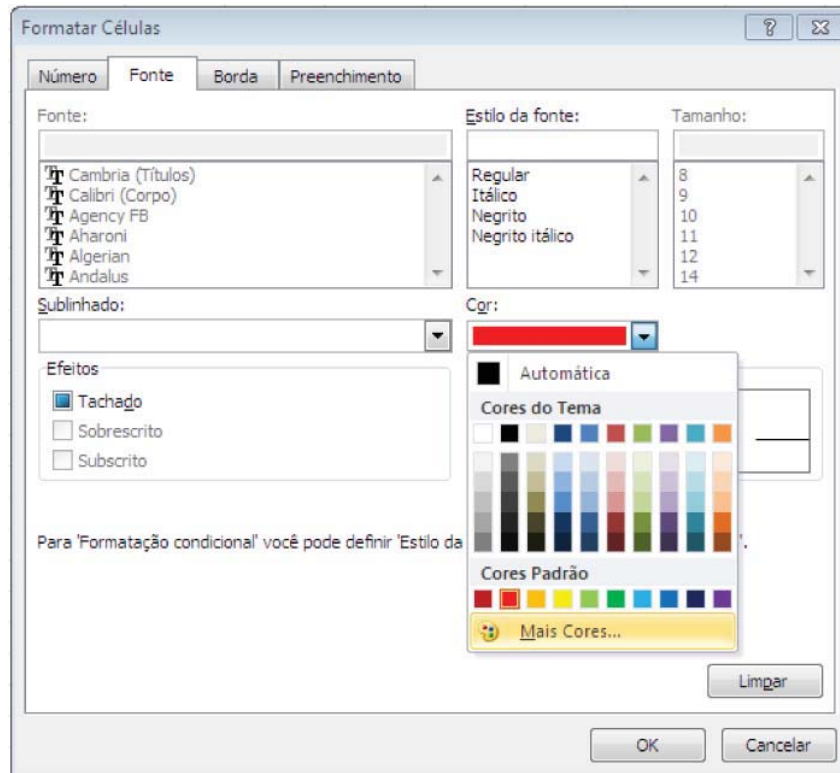 Formatar Células
Número Fonte Borda Preenchimento
Fonte: Estilo da fonte: Tamanho:
Cambria (Títulos) Regular 8
Calibri (Corpo) Itálico 9
Agency FB Negrito 10
Aharoni Negrito itálico 11
Algerian 12
Andalus 14
Sublinhado: Cor:
Efeitos Automática
Tachado Cores do Tema
Sobrescrito
Subscrito
Para 'Formatação condicional' você pode definir 'Estilo da '.
Cores Padrão
Mais Cores...
Limpar
OK Cancelar